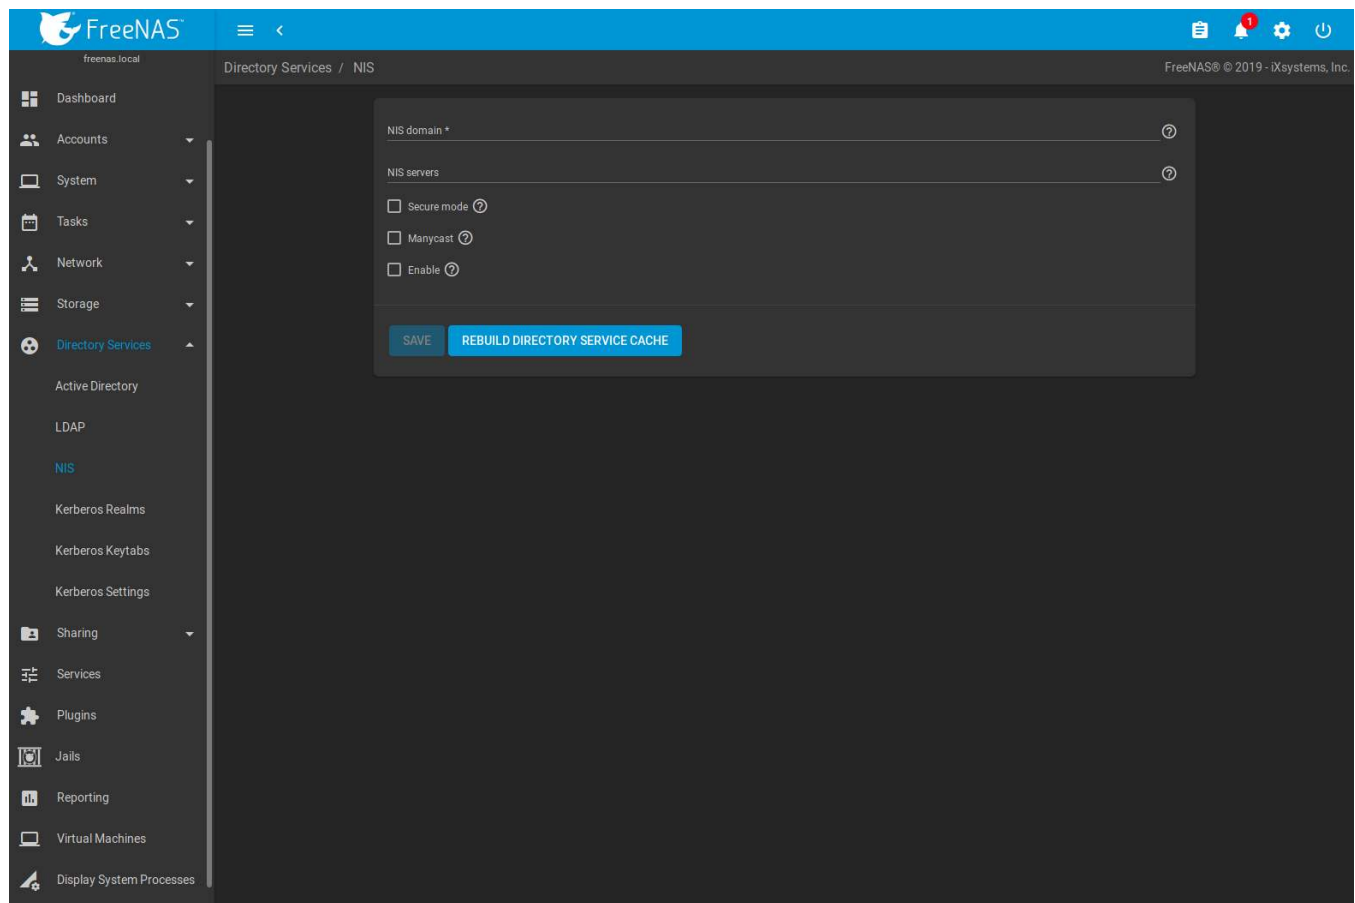 FreeNAS
1
freenas.local
Directory Services / NIS
FreeNAS® © 2019 - iXsystems, Inc.
Dashboard
Accounts
System
Tasks
Network
Storage
Directory Services
Active Directory
LDAP
NIS
Kerberos Realms
Kerberos Keytabs
Kerberos Settings
Sharing
Services
Plugins
Jails
Reporting
Virtual Machines
Display System Processes
NIS domain *
NIS servers
Secure mode
Manycast
Enable
SAVE REBUILD DIRECTORY SERVICE CACHE